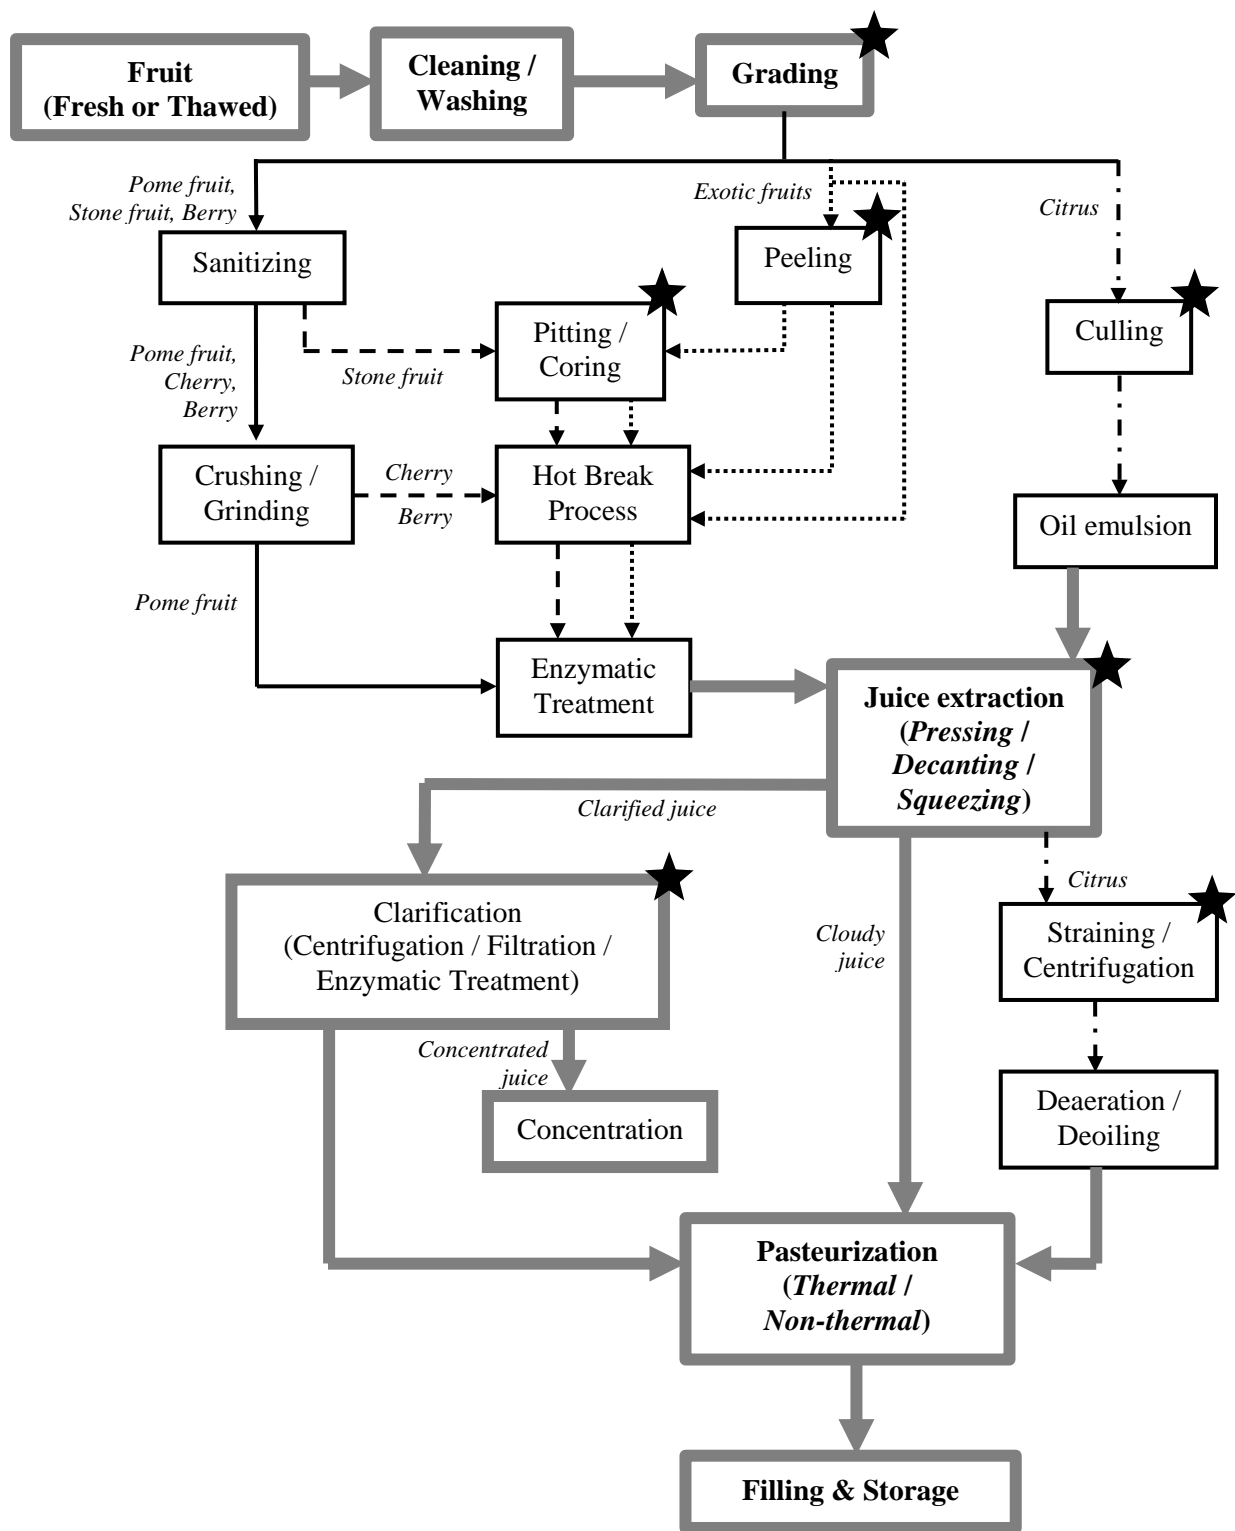 Fruit
(Fresh or Thawed)
Cleaning /
Washing
Grading
Pome fruit,
Stone fruit, Berry
Exotic fruits
Citrus
Sanitizing
Peeling
Pitting /
Coring
Culling
Pome fruit,
Cherry,
Berry
Stone fruit
Crushing /
Grinding
Cherry
Berry
Hot Break
Process
Oil emulsion
Pome fruit
Enzymatic
Treatment
Juice extraction
(Pressing /
Decanting /
Squeezing)
Clarified juice
Citrus
Clarification
(Centrifugation / Filtration /
Enzymatic Treatment)
Cloudy
juice
Straining /
Centrifugation
Concentrated
juice
Concentration
Deaeration /
Deoiling
Pasteurization
(Thermal /
Non-thermal)
Filling & Storage